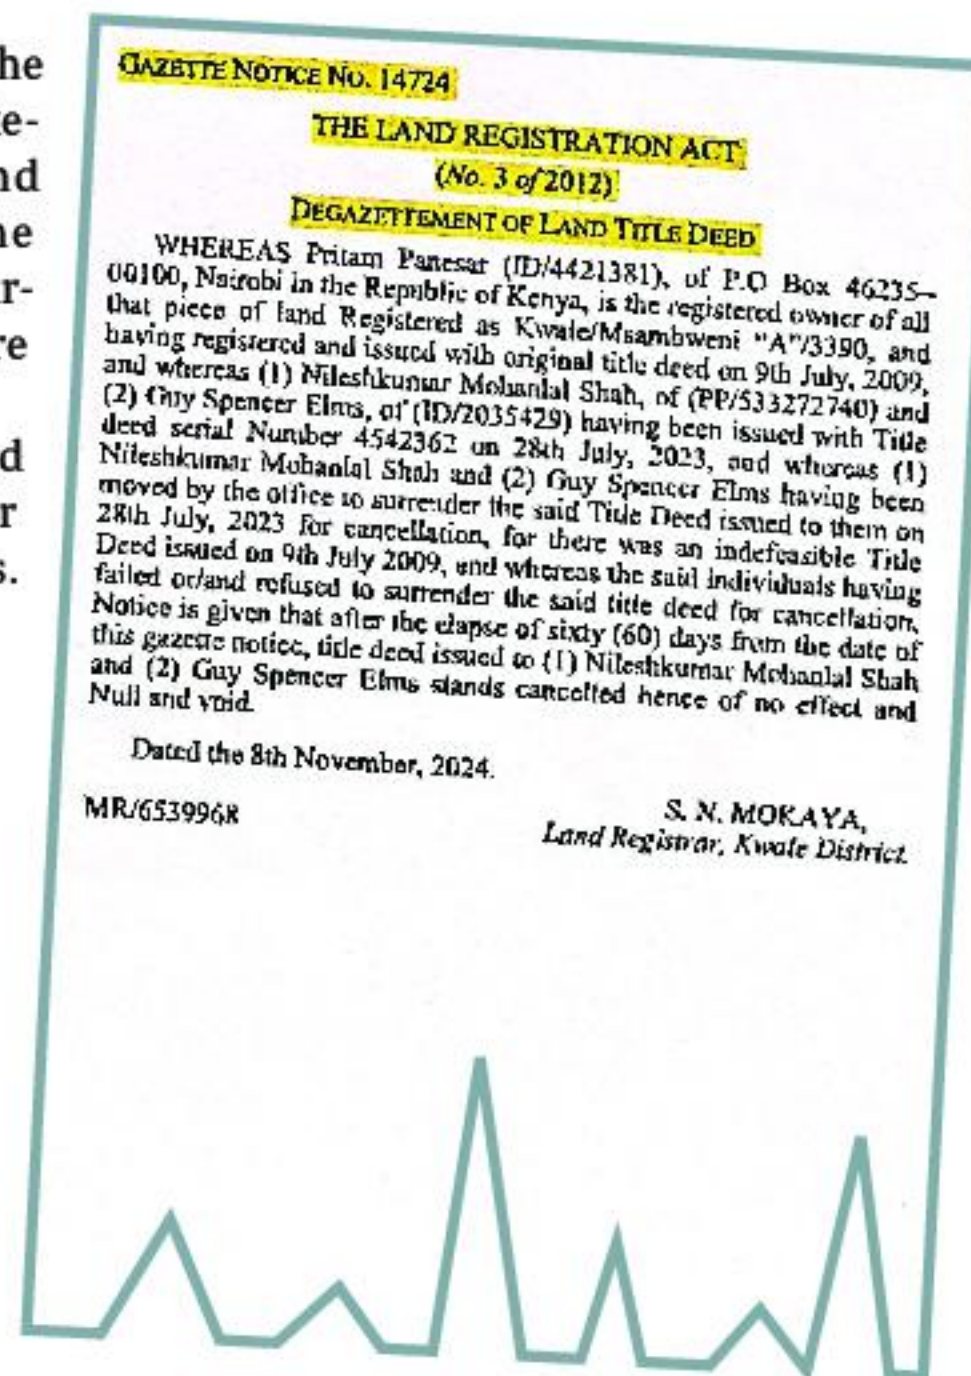 he
e-
nd
ne
r-
re
d
r
s.
GAZETTE NOTICE NO. 14724
THE LAND REGISTRATION ACT
(No. 3 of 2012)
DEGAZETTEMENT OF LAND TITLE DEED
WHEREAS Pritam Panesar (ID/4421381), of P.O Box 46235–
00100, Nairobi in the Republic of Kenya, is the registered owner of all
that piece of land Registered as Kwale/Msambweni "A"/3390, and
having registered and issued with original title deed on 9th July, 2009,
and whereas (1) Nileshkumar Mohanlal Shah, of (PP/533272740) and
(2) Guy Spencer Elms, of (ID/2035429) having been issued with Title
deed serial Number 4542362 on 28th July, 2023, and whereas (1)
Nileshkumar Mohanlal Shah and (2) Guy Spencer Elms having been
moved by the office to surrender the said Title Deed issued to them on
28th July, 2023 for cancellation, for there was an indefeasible Title
Deed issued on 9th July 2009, and whereas the said individuals having
failed or/and refused to surrender the said title deed for cancellation,
Notice is given that after the elapse of sixty (60) days from the date of
this gazette notice, title deed issued to (1) Nileshkumar Mohanlal Shah
and (2) Guy Spencer Elms stands cancelled hence of no effect and
Null and void.
Dated the 8th November, 2024.
MR/6539968
S. N. MOKAYA,
Land Registrar, Kwale District.